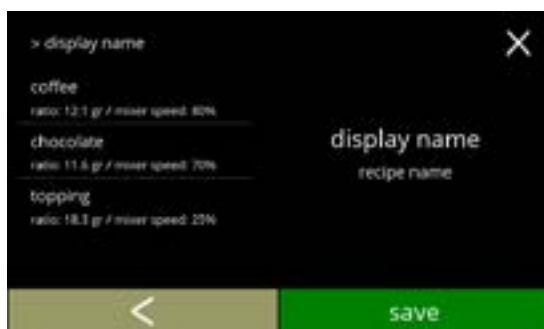 > display name
coffee
ratio: 12.1 gr / mixer speed: 80%
chocolate
ratio: 11.6 gr / mixer speed: 70%
topping
ratio: 18.3 gr / mixer speed: 25%
display name
recipe name
save